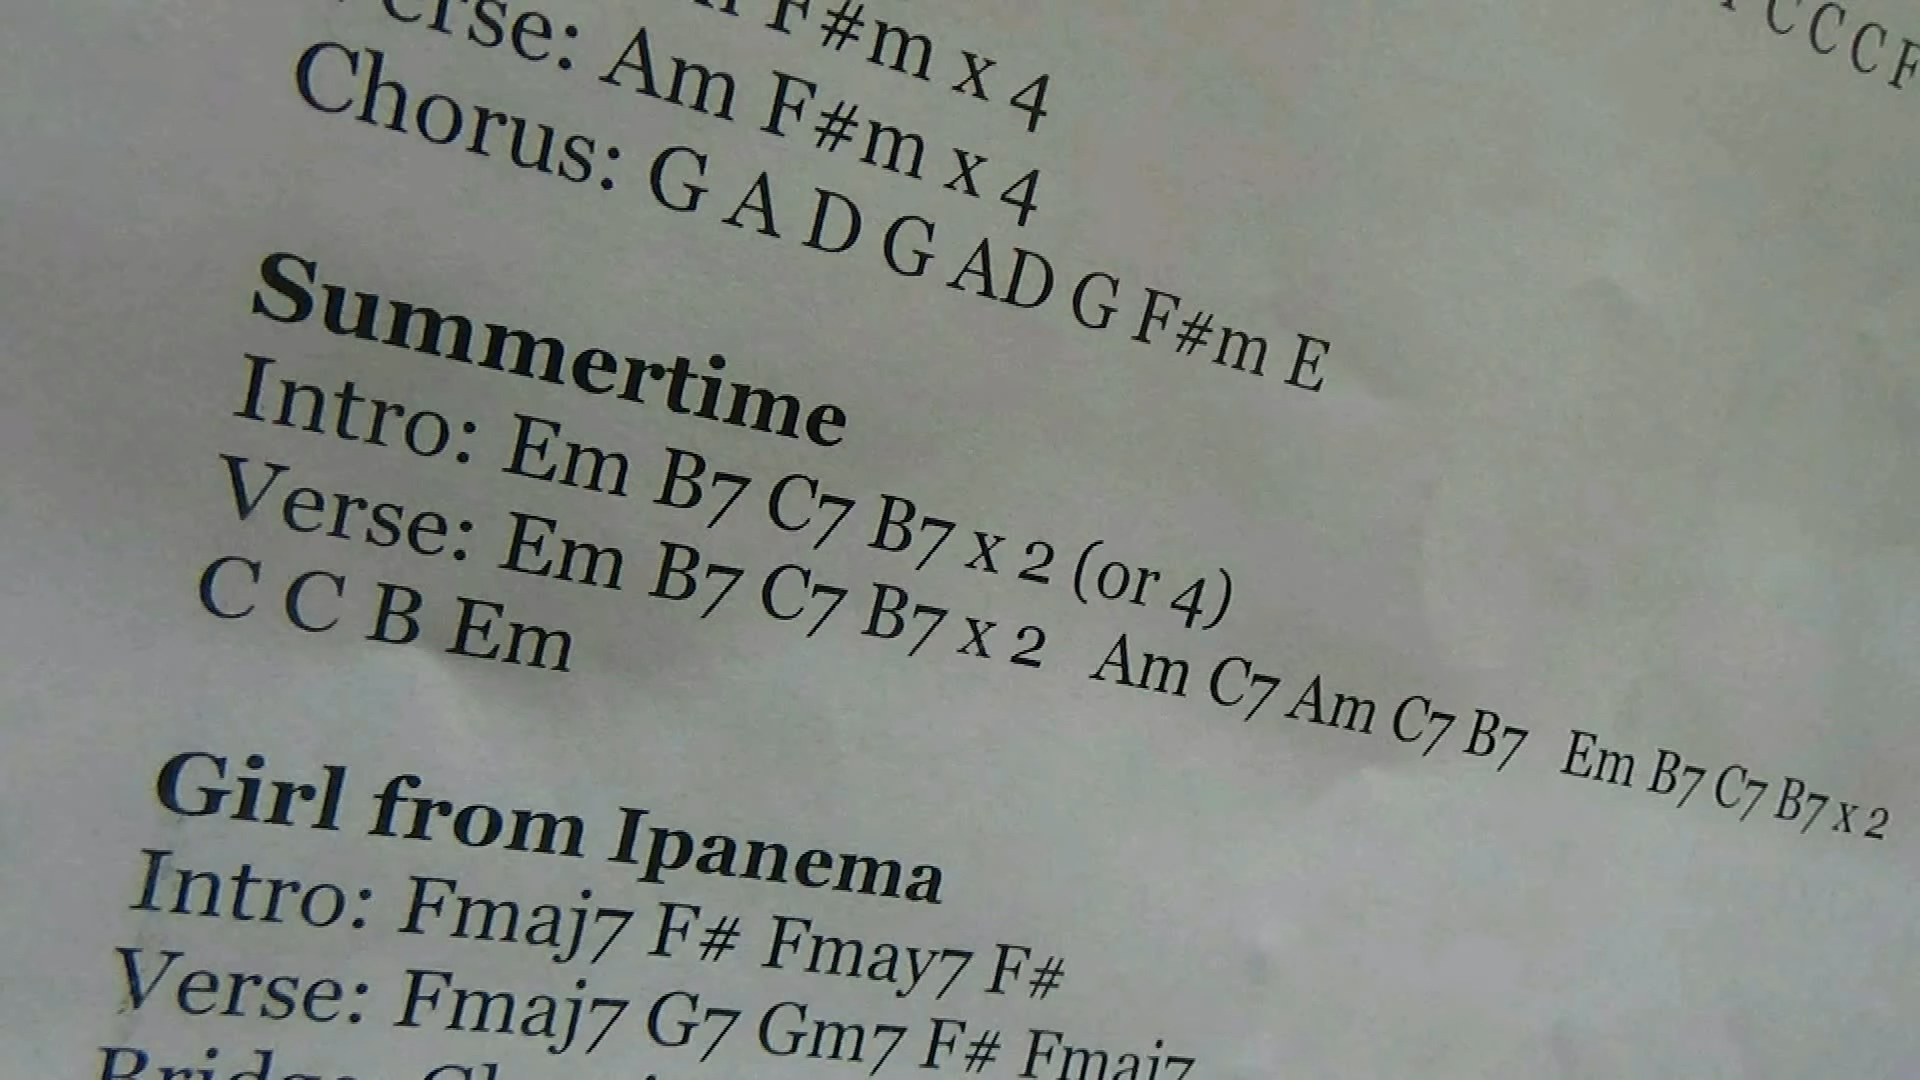 F#m x 4
Verse: Am F#m x 4
Chorus: G A D G AD G F#m E
Summertime
Intro: Em B7 C7 B7 x 2 (or 4)
Verse: Em B7 C7 B7 x 2 Am C7 Am C7 B7 Em B7 C7 B7 x 2
C C B Em
Girl from Ipanema
Intro: Fmaj7 F# Fmay7 F#
Verse: Fmaj7 G7 Gm7 F# Fmaj7
C C C F